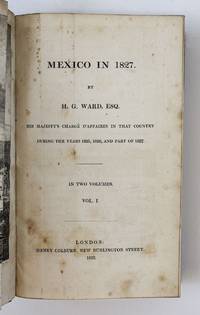 MEXICO IN 1827.
BY
H. G. WARD, ESQ.
HIS MAJESTY'S CHARGÉ D'AFFAIRES IN THAT COUNTRY
DURING THE YEARS 1825, 1826, AND PART OF 1827.
IN TWO VOLUMES.
VOL. I.
LONDON:
HENRY COLBURN, NEW BURLINGTON STREET.
1828.